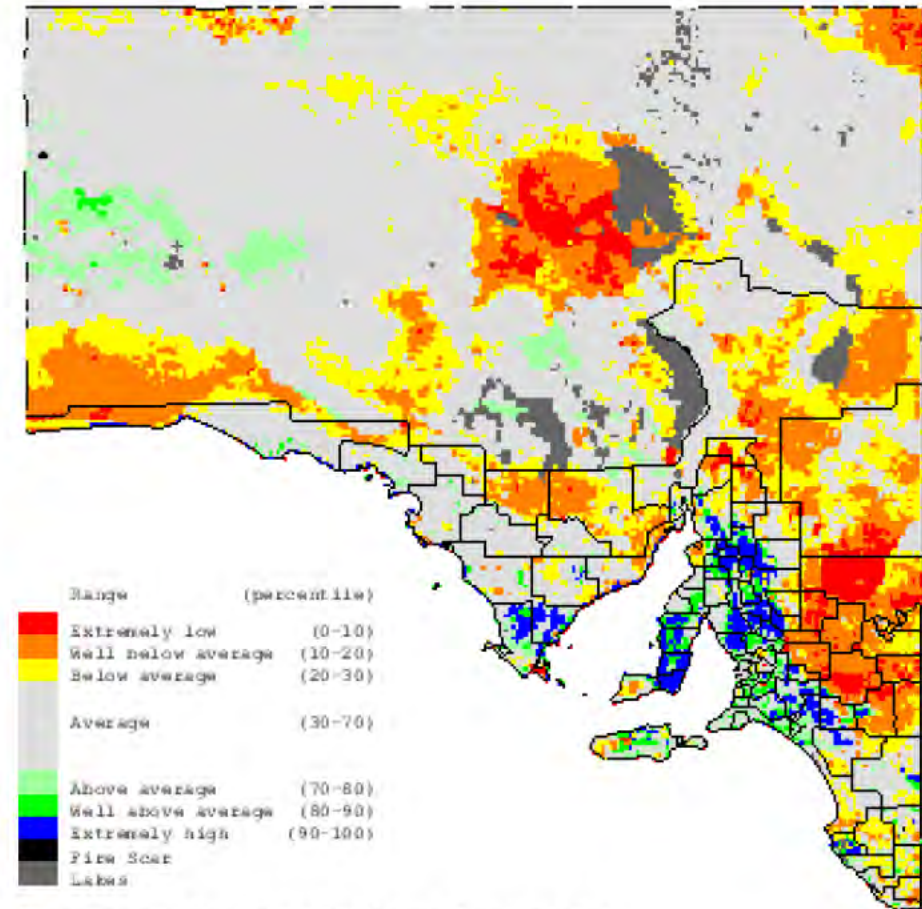 Range (percentile)
Extremely low (0-10)
Well below average (10-20)
Below average (20-30)
Average (30-70)
Above average (70-80)
Well above average (80-90)
Extremely high (90-100)
Fire Scar
Lakes